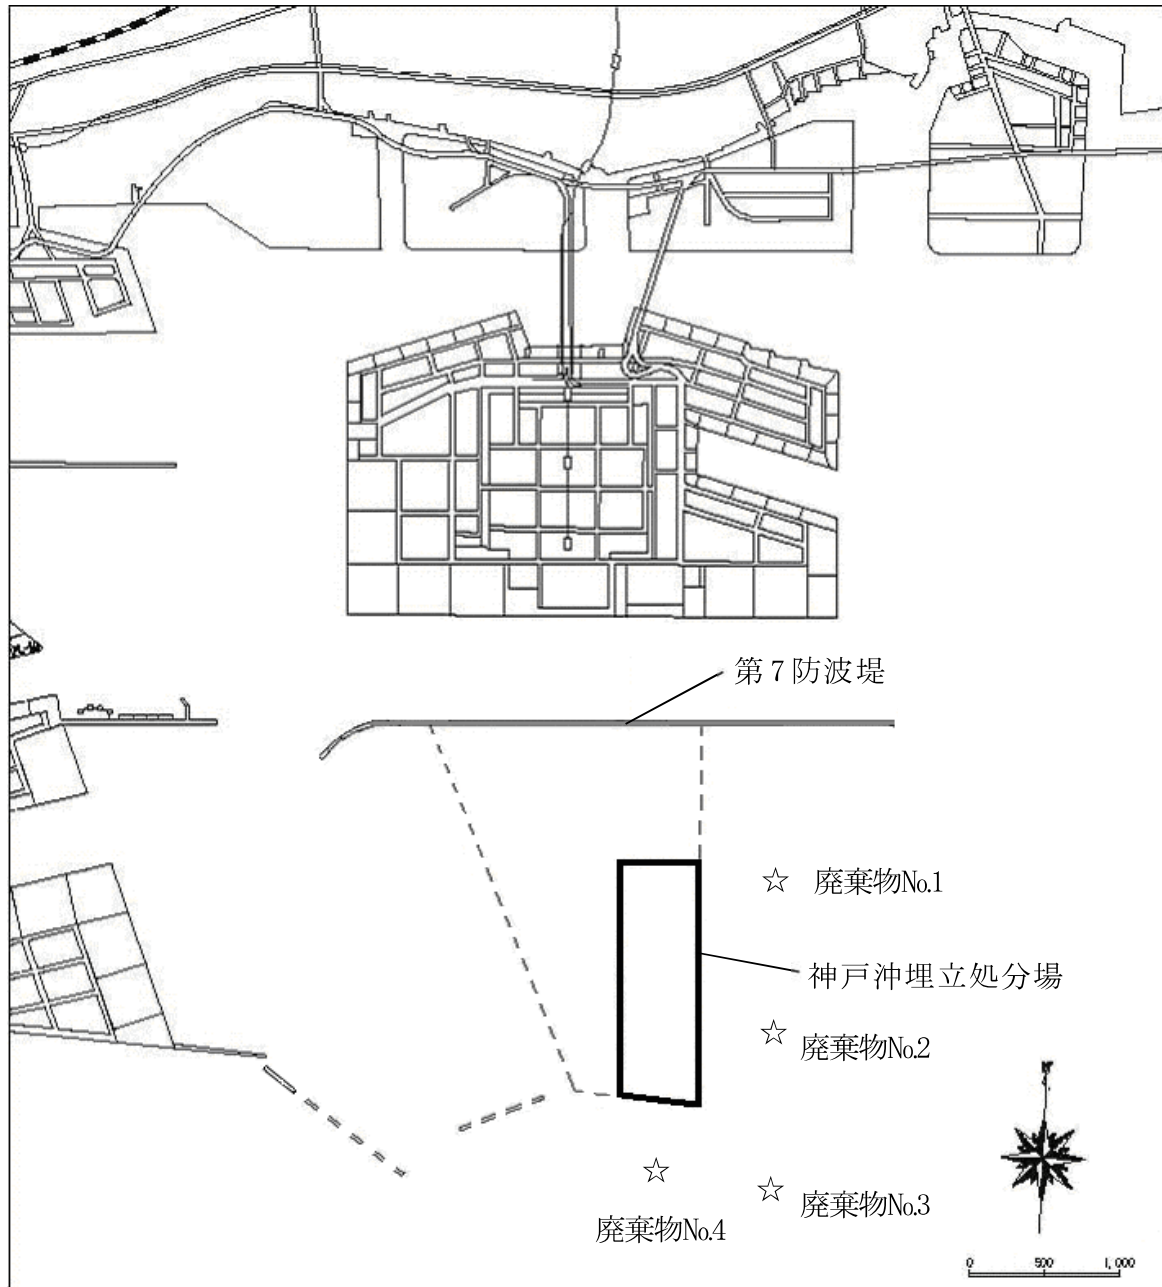 第7防波堤
☆ 廃棄物No.1
神戸沖埋立処分場
☆ 廃棄物No.2
☆ 廃棄物No.3
☆ 廃棄物No.4
0 500 1,000